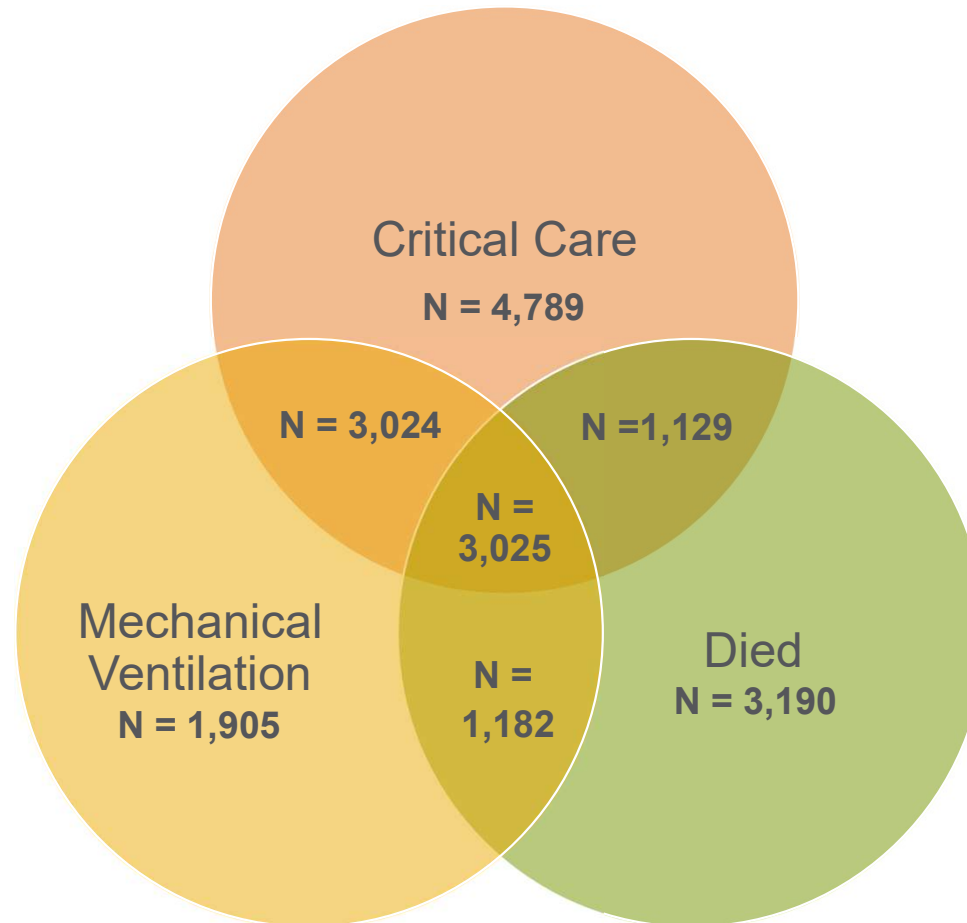 Critical Care
N = 4,789
N = 3,024
N =1,129
N =
3,025
Mechanical
Ventilation
N = 1,905
N =
1,182
Died
N = 3,190